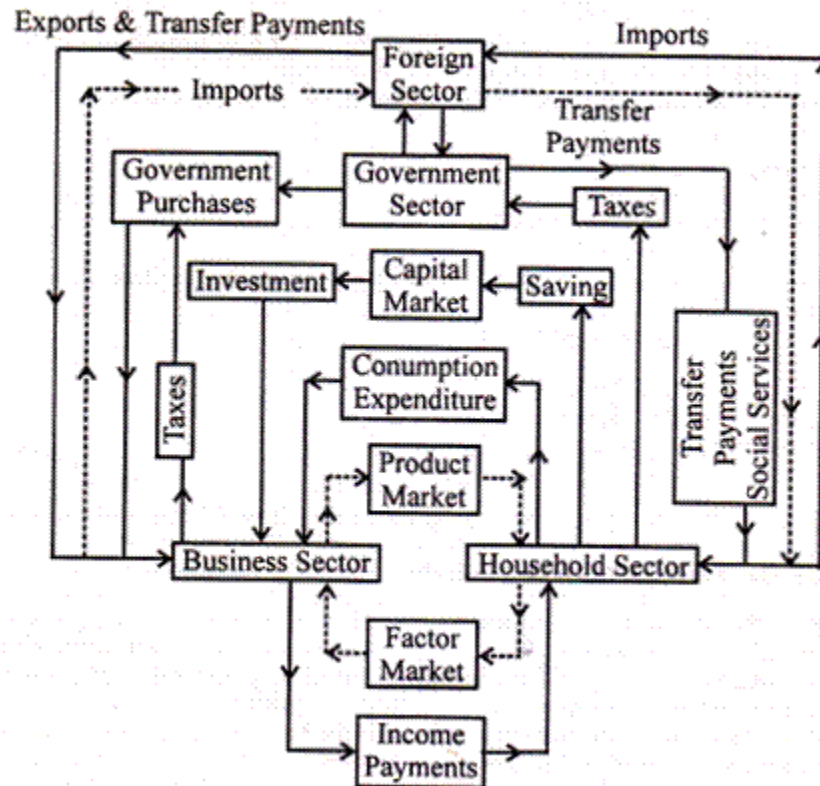 Exports & Transfer Payments
Imports
Foreign
Sector
Imports
Transfer
Payments
Government
Purchases
Government
Sector
Taxes
Investment
Capital
Market
Saving
Conumption
Expenditure
Taxes
Transfer
Payments
Social Services
Product
Market
Business Sector
Household Sector
Factor
Market
Income
Payments